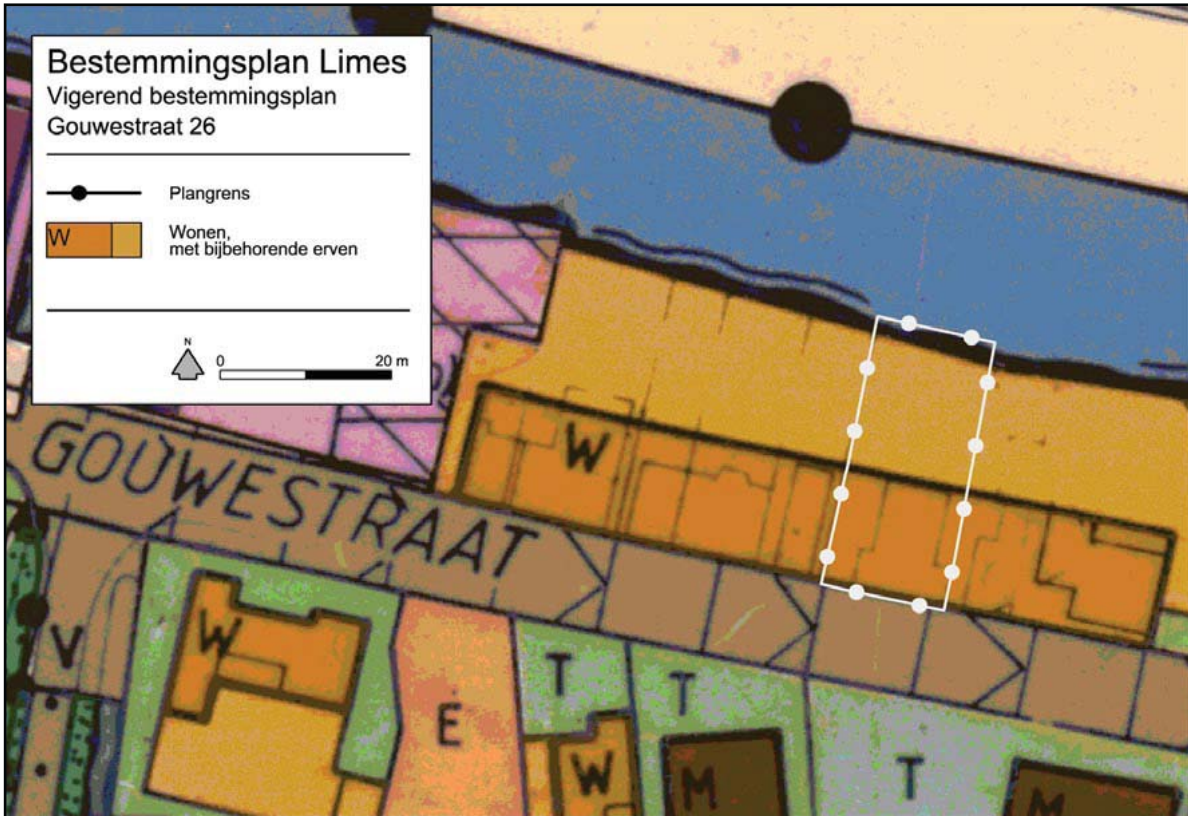 Bestemmingsplan Limes
Vigerend bestemmingsplan
Gouwestraat 26
Plangrens
W
Wonen,
met bijbehorende erven
N
0 20 m
W
GOUWESTRAAT
V
W
E
T
T
W
M
T
M